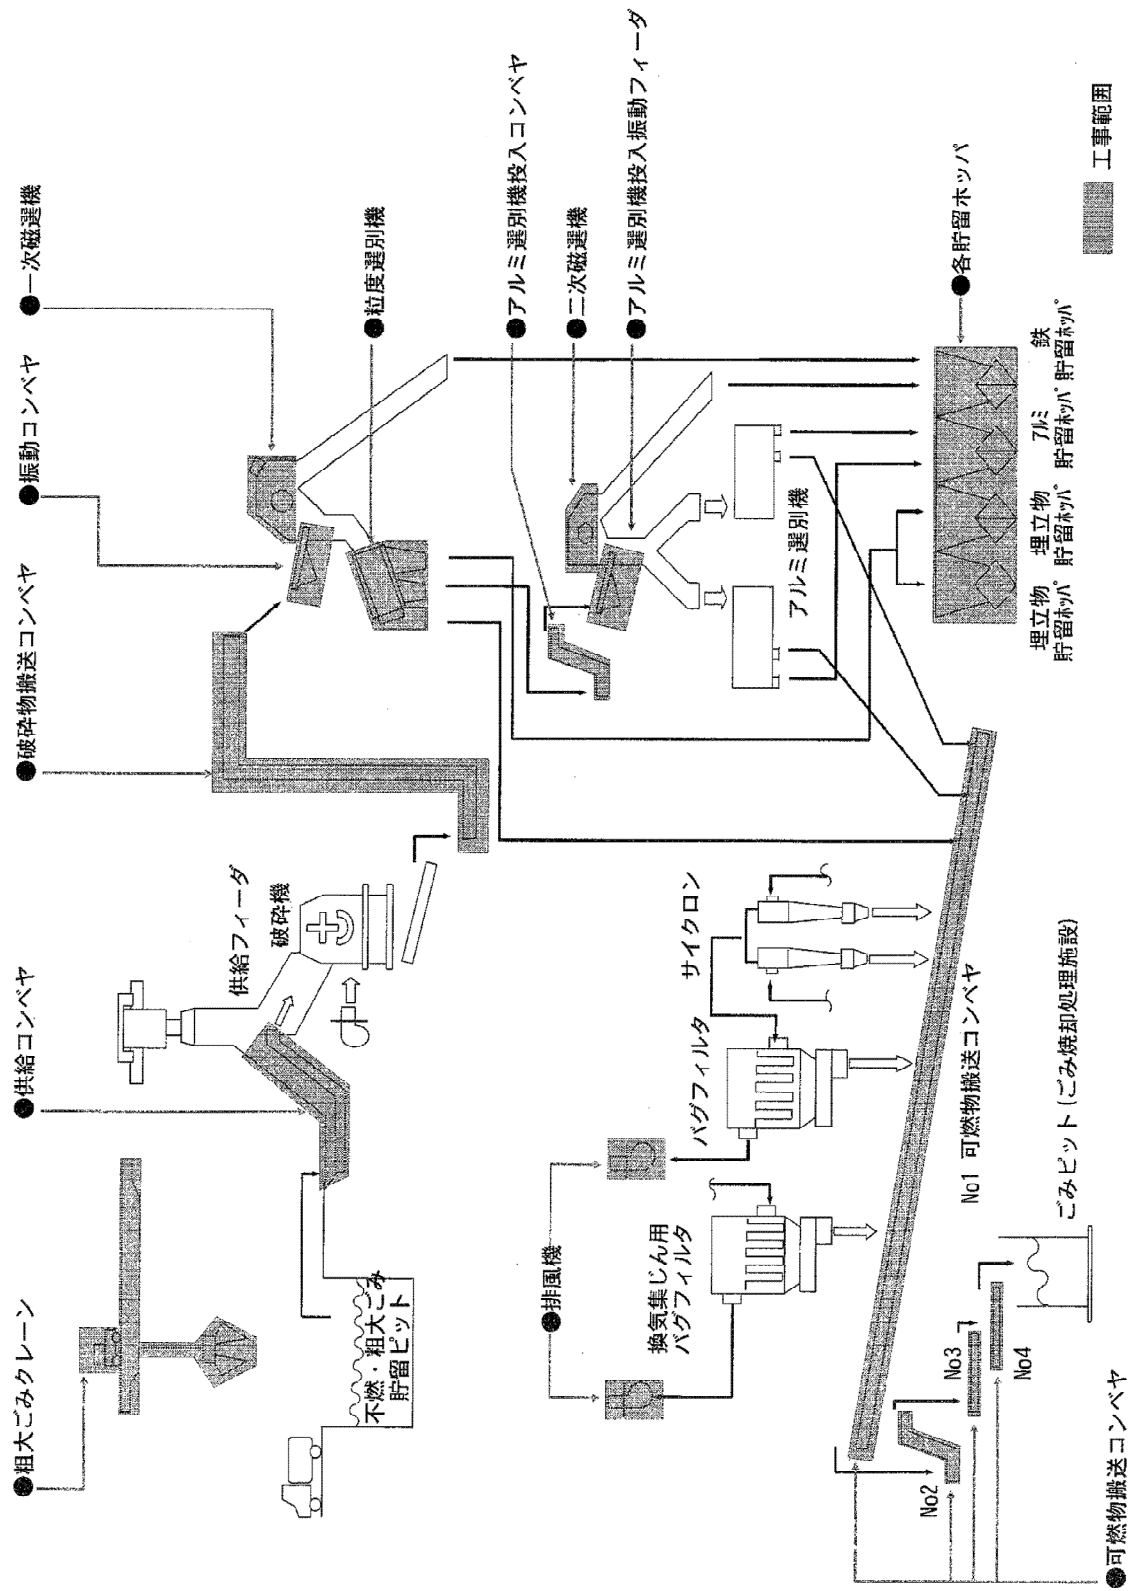 ●粗大ごみクレーン
●供給コンベヤ
●破砕物搬送コンベヤ
●振動コンベヤ
●一次磁選機
供給フィーダ
破砕機
不燃・粗大ごみ
貯留ピット
●粒度選別機
●アルミ選別機投入コンベヤ
●二次磁選機
●アルミ選別機投入振動フィーダ
アルミ選別機
●排風機
換気集じん用
バグフィルタ
バグフィルタ
サイクロン
●各貯留ホッパ
埋立物
貯留ホッパ
埋立物
貯留ホッパ
アルミ
貯留ホッパ
鉄
貯留ホッパ
No1 可燃物搬送コンベヤ
No2
No3
No4
ごみピット(ごみ焼却処理施設)
●可燃物搬送コンベヤ
工事範囲